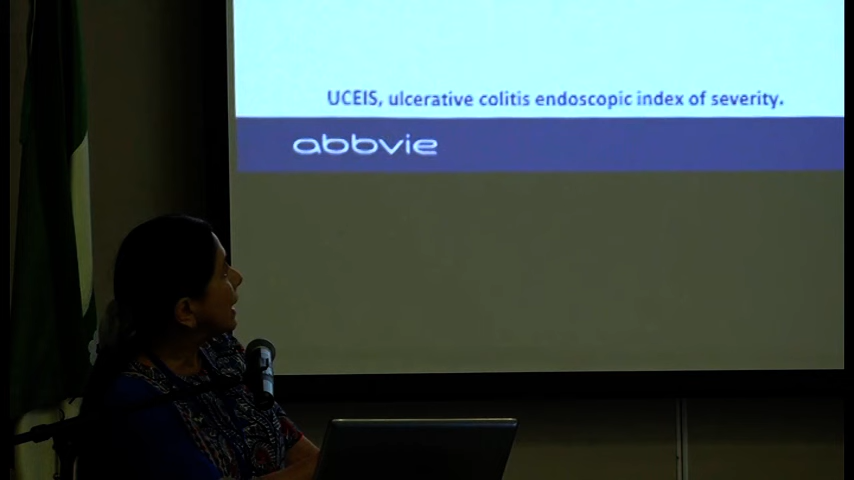 UCEIS, ulcerative colitis endoscopic index of severity.
abbvie